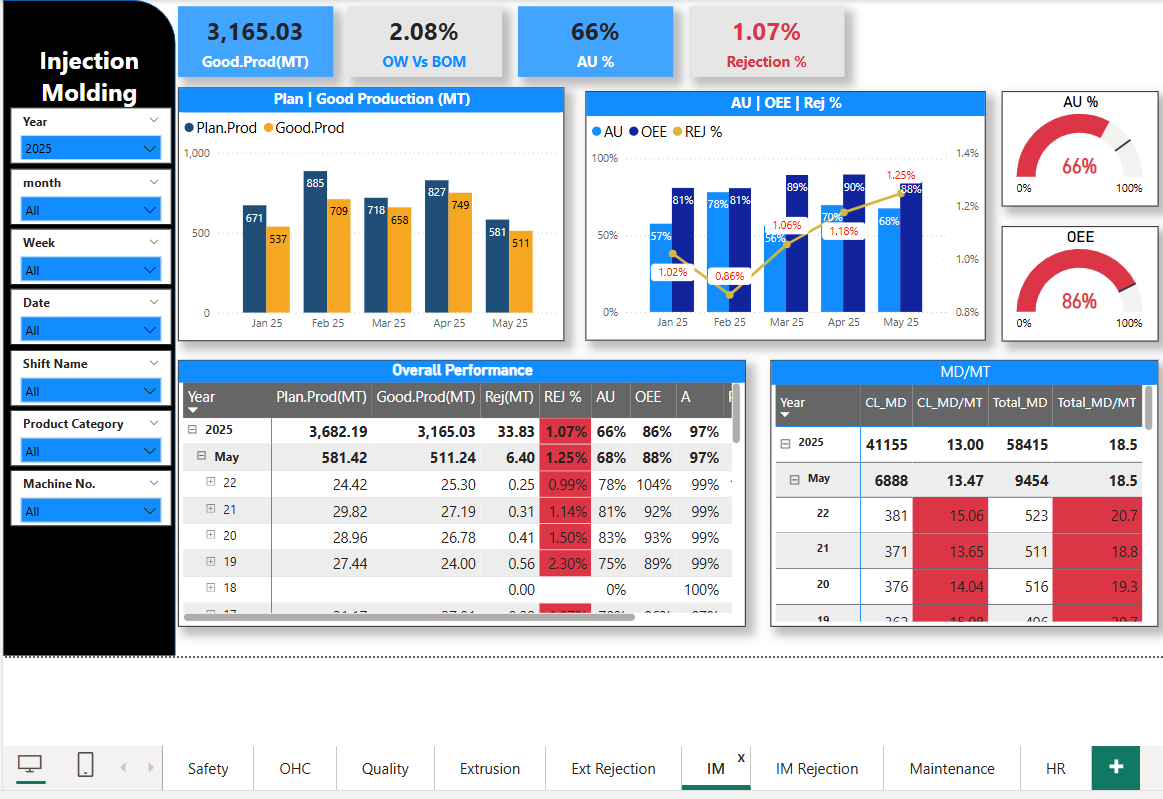 Injection
Molding
Year
2025
month
All
Week
All
Date
All
Shift Name
All
Product Category
All
Machine No.
All
3,165.03
Good.Prod(MT)
2.08%
OW Vs BOM
66%
AU %
1.07%
Rejection %
Plan | Good Production (MT)
Plan.Prod Good.Prod
1,000
500
0
671 537 885 709 718 658 827 749 581 511
Jan 25 Feb 25 Mar 25 Apr 25 May 25
AU | OEE | Rej %
AU OEE REJ %
100%
50%
0%
1.4%
1.2%
1.0%
0.8%
57% 81% 78% 81% 56% 89% 70% 90% 68% 88%
1.02% 0.86% 1.06% 1.18% 1.25%
Jan 25 Feb 25 Mar 25 Apr 25 May 25
AU %
66%
0% 100%
OEE
86%
0% 100%
Overall Performance
Year Plan.Prod(MT) Good.Prod(MT) Rej(MT) REJ % AU OEE A
2025 3,682.19 3,165.03 33.83 1.07% 66% 86% 97%
May 581.42 511.24 6.40 1.25% 68% 88% 97%
22 24.42 25.30 0.25 0.99% 78% 104% 99%
21 29.82 27.19 0.31 1.14% 81% 92% 99%
20 28.96 26.78 0.41 1.50% 83% 93% 99%
19 27.44 24.00 0.56 2.30% 75% 89% 99%
18 0.00 0% 100%
MD/MT
Year CL_MD CL_MD/MT Total_MD Total_MD/MT
2025 41155 13.00 58415 18.5
May 6888 13.47 9454 18.5
22 381 15.06 523 20.7
21 371 13.65 511 18.8
20 376 14.04 516 19.3
19
Safety OHC Quality Extrusion Ext Rejection IM X IM Rejection Maintenance HR +